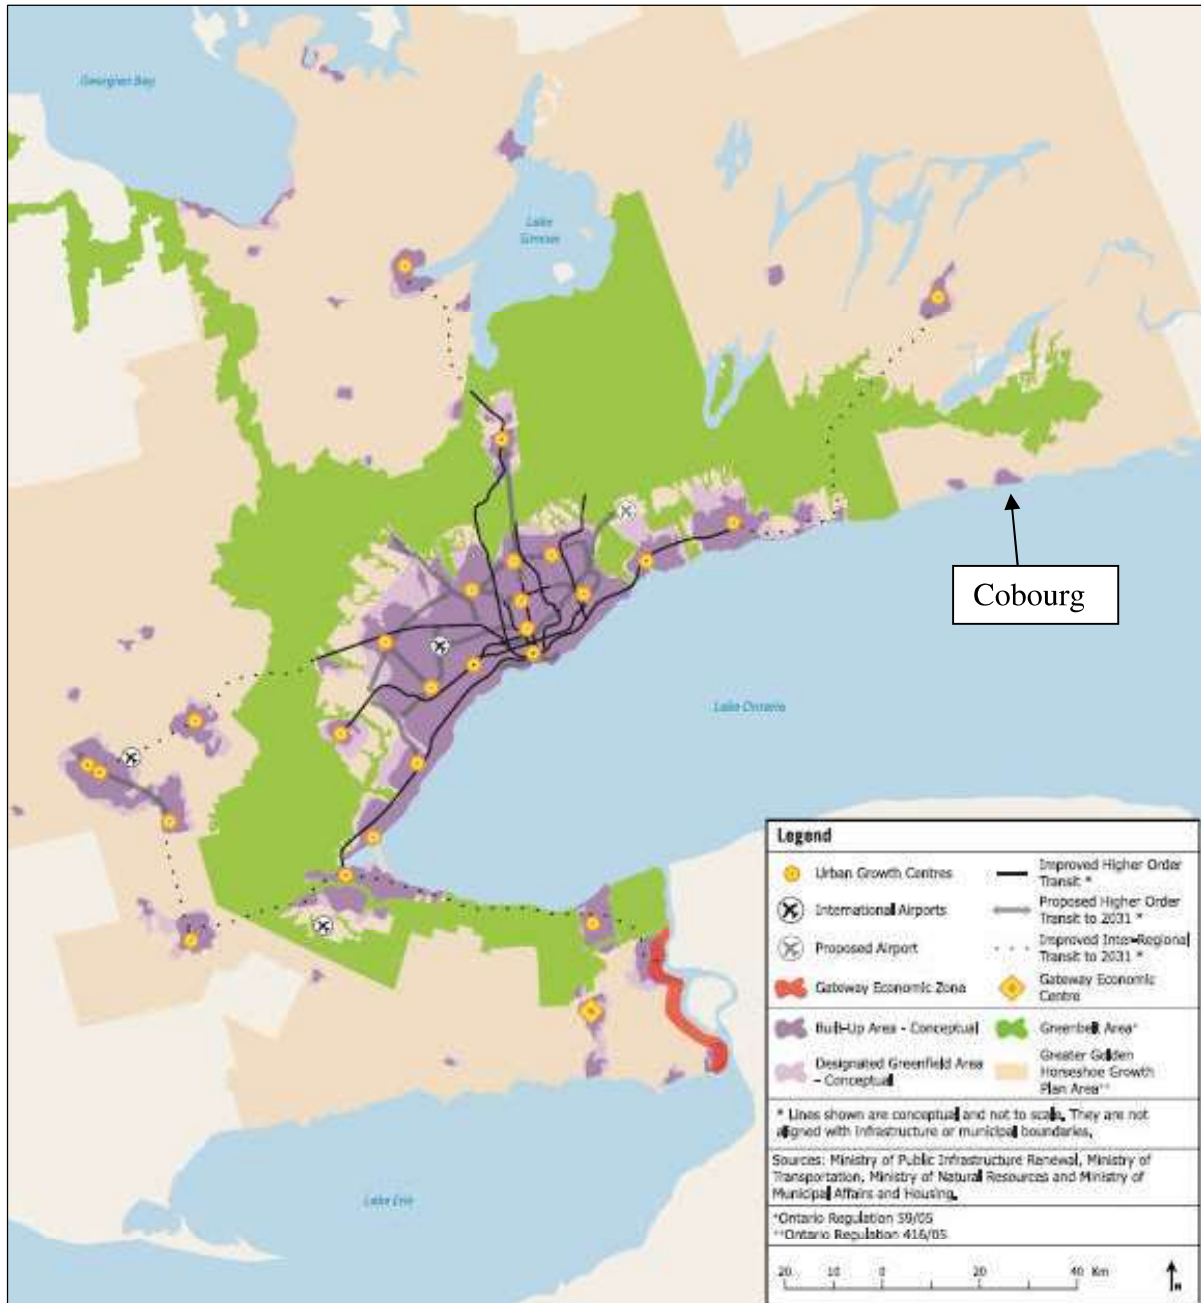 Georgian Bay
Lake
Simcoe
Cobourg
Lake Ontario
Lake Erie
Legend
Urban Growth Centres
International Airports
Proposed Airport
Gateway Economic Zone
Improved Higher Order
Transit *
Proposed Higher Order
Transit to 2031 *
Improved Inter-Regional
Transit to 2031 *
Gateway Economic
Centre
Built-Up Area - Conceptual
Designated Greenfield Area
- Conceptual
Greenbelt Area*
Greater Golden
Horseshoe Growth
Plan Area**
* Lines shown are conceptual and not to scale. They are not
aligned with infrastructure or municipal boundaries.
Sources: Ministry of Public Infrastructure Renewal, Ministry of
Transportation, Ministry of Natural Resources and Ministry of
Municipal Affairs and Housing.
*Ontario Regulation 59/05
**Ontario Regulation 416/05
20 10 0 20 40 Km
N